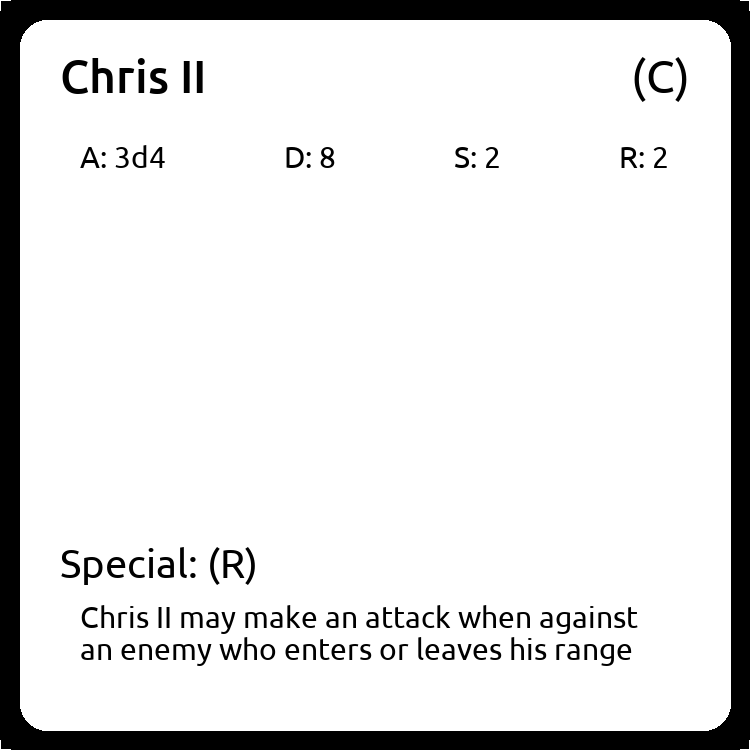 Chris II (C)
A: 3d4 D: 8 S: 2 R: 2
Special: (R)
Chris II may make an attack when against
an enemy who enters or leaves his range